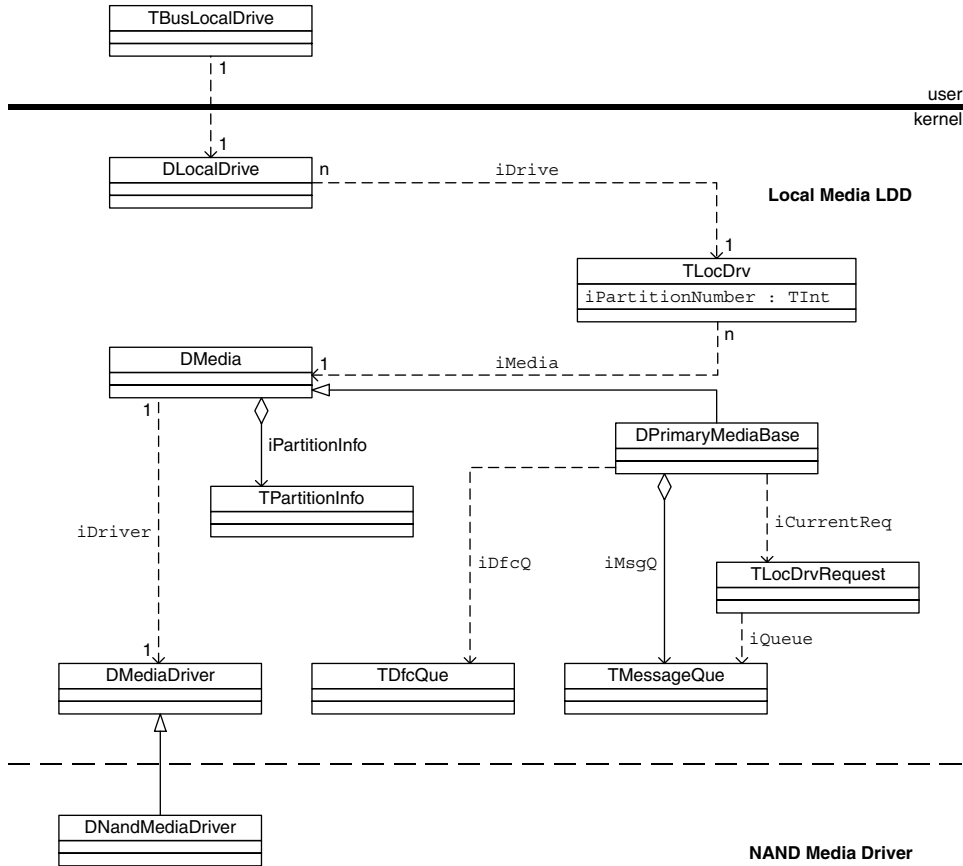 TBusLocalDrive
1
user
kernel
1
DLocalDrive
n
iDrive
Local Media LDD
1
TLocDrv
iPartitionNumber : TInt
n
DMedia
1
iMedia
1
DPrimaryMediaBase
iPartitionInfo
TPartitionInfo
iDriver
iCurrentReq
iDfcQ
iMsgQ
TLocDrvRequest
iQueue
1
DMediaDriver
TDfcQue
TMessageQue
DNandMediaDriver
NAND Media Driver